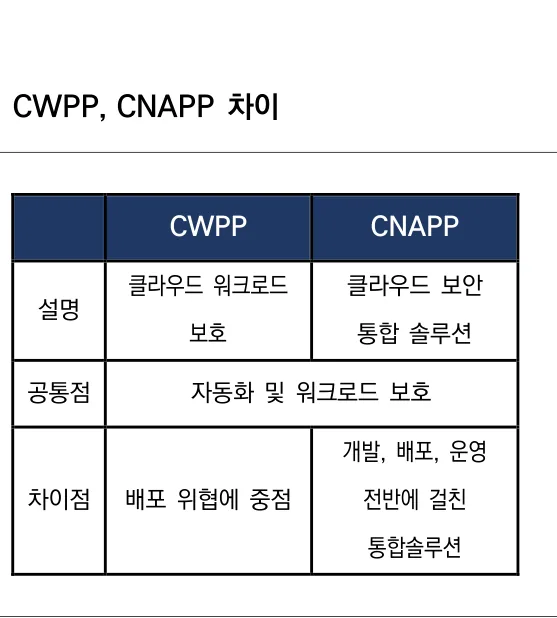 CWPP, CNAPP 차이
CWPP CNAPP
설명
클라우드 워크로드
보호
클라우드 보안
통합 솔루션
공통점 자동화 및 워크로드 보호
차이점
배포 위협에 중점
개발, 배포, 운영
전반에 걸친
통합솔루션